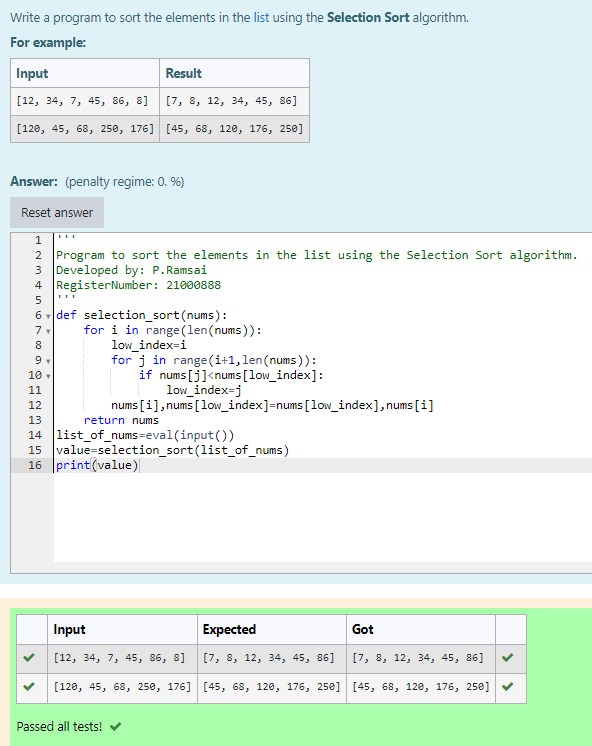 Write a program to sort the elements in the list using the Selection Sort algorithm.
For example:
Input Result
[12, 34, 7, 45, 86, 8] [7, 8, 12, 34, 45, 86]
[120, 45, 68, 250, 176] [45, 68, 120, 176, 250]
Answer: (penalty regime: 0. %)
Reset answer
1 '''
2 Program to sort the elements in the list using the Selection Sort algorithm.
3 Developed by: P.Ramsai
4 RegisterNumber: 21000888
5 '''
6 def selection_sort(nums):
7     for i in range(len(nums)):
8         low_index=i
9         for j in range(i+1,len(nums)):
10             if nums[j]<nums[low_index]:
11                 low_index=j
12         nums[i],nums[low_index]=nums[low_index],nums[i]
13     return nums
14 list_of_nums=eval(input())
15 value=selection_sort(list_of_nums)
16 print(value)
Input Expected Got
[12, 34, 7, 45, 86, 8] [7, 8, 12, 34, 45, 86] [7, 8, 12, 34, 45, 86]
[120, 45, 68, 250, 176] [45, 68, 120, 176, 250] [45, 68, 120, 176, 250]
Passed all tests!